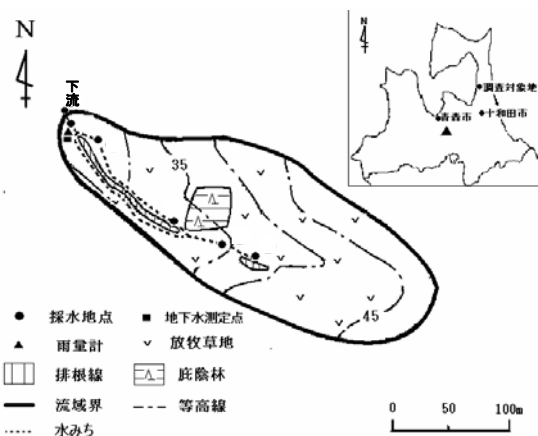 N
下流
35
45
N
調査対象地
青森市
十和田市
採水地点
地下水測定点
雨量計
放牧草地
排根線
庇陰林
流域界
等高線
水みち
0 50 100m